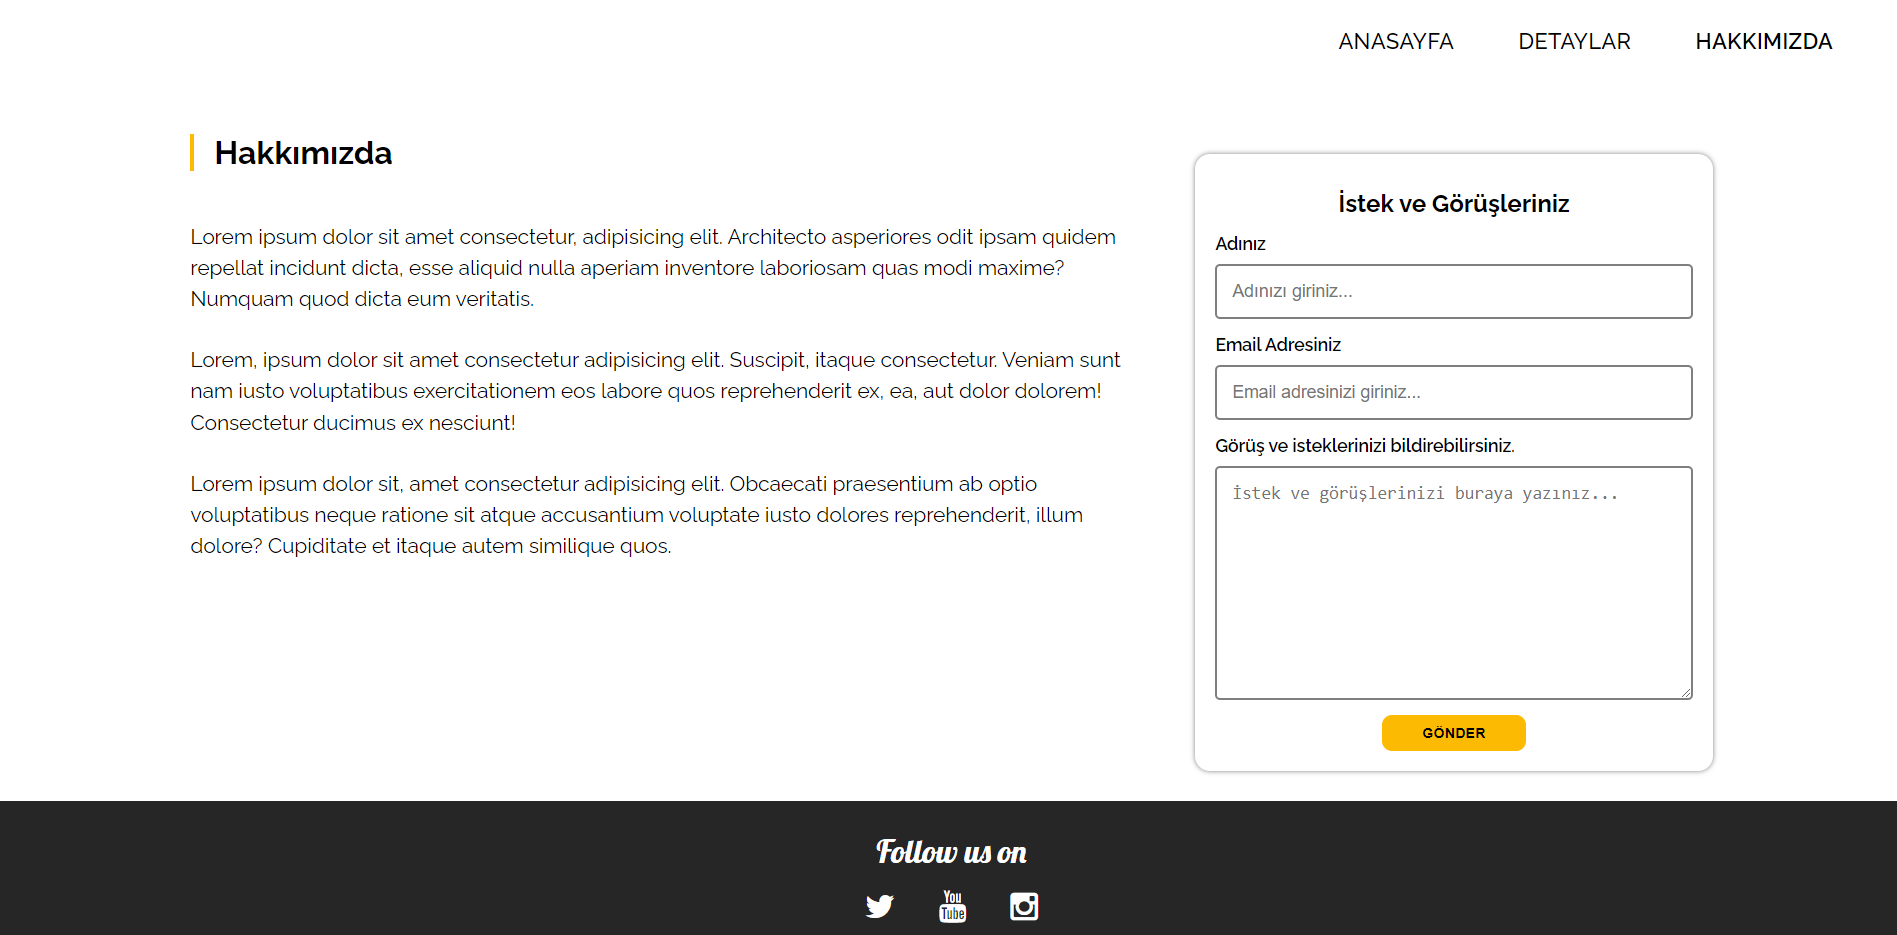 ANASAYFA DETAYLAR HAKKIMIZDA
Hakkımızda
Lorem ipsum dolor sit amet consectetur, adipisicing elit. Architecto asperiores odit ipsam quidem
repellat incidunt dicta, esse aliquid nulla aperiam inventore laboriosam quas modi maxime?
Numquam quod dicta eum veritatis.
Lorem, ipsum dolor sit amet consectetur adipisicing elit. Suscipit, itaque consectetur. Veniam sunt
nam iusto voluptatibus exercitationem eos labore quos reprehenderit ex, ea, aut dolor dolorem!
Consectetur ducimus ex nesciunt!
Lorem ipsum dolor sit, amet consectetur adipisicing elit. Obcaecati praesentium ab optio
voluptatibus neque ratione sit atque accusantium voluptate iusto dolores reprehenderit, illum
dolore? Cupiditate et itaque autem similique quos.
İstek ve Görüşleriniz
Adınız
Adınızı giriniz...
Email Adresiniz
Email adresinizi giriniz...
Görüş ve isteklerinizi bildirebilirsiniz.
İstek ve görüşlerinizi buraya yazınız...
GÖNDER
Follow us on
You
Tube